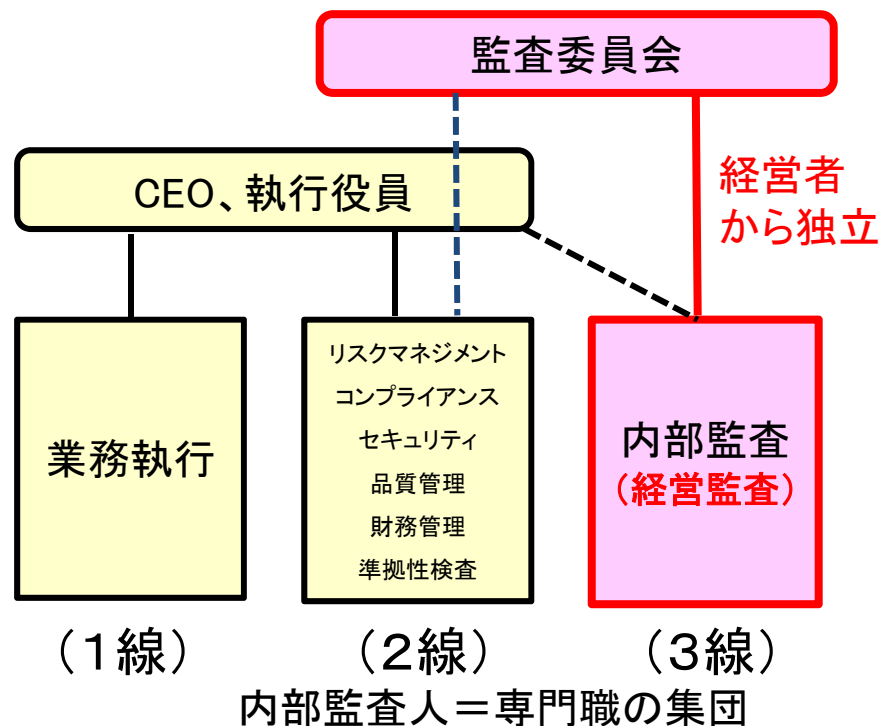 監査委員会
CEO、執行役員
経営者
から独立
業務執行
リスクマネジメント
コンプライアンス
セキュリティ
品質管理
財務管理
準拠性検査
内部監査
(経営監査)
(1線)
(2線)
(3線)
内部監査人＝専門職の集団